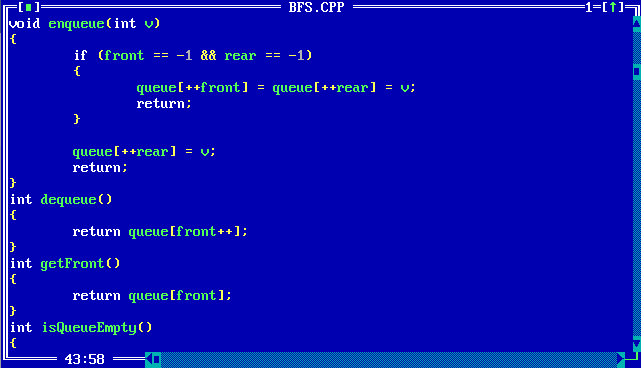 [■] BFS.CPP 1=[↑]
void enqueue(int v)
{
if (front == -1 && rear == -1)
{
queue[++front] = queue[++rear] = v;
return;
}
queue[++rear] = v;
return;
}
int dequeue()
{
return queue[front++];
}
int getFront()
{
return queue[front];
}
int isQueueEmpty()
{
43:58